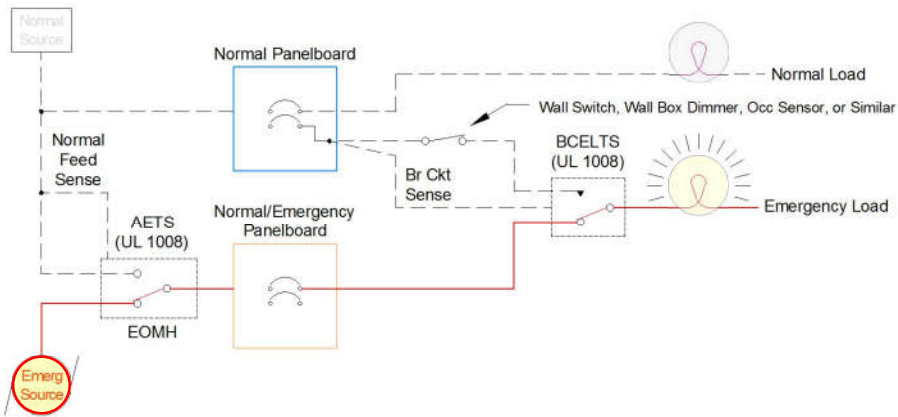 Normal
Source
Normal Panelboard
Normal Load
Wall Switch, Wall Box Dimmer, Occ Sensor, or Similar
Normal
Feed
Sense
BCELTS
(UL 1008)
Br Ckt
Sense
AETS
(UL 1008)
Normal/Emergency
Panelboard
Emergency Load
EOMH
Emerg
Source